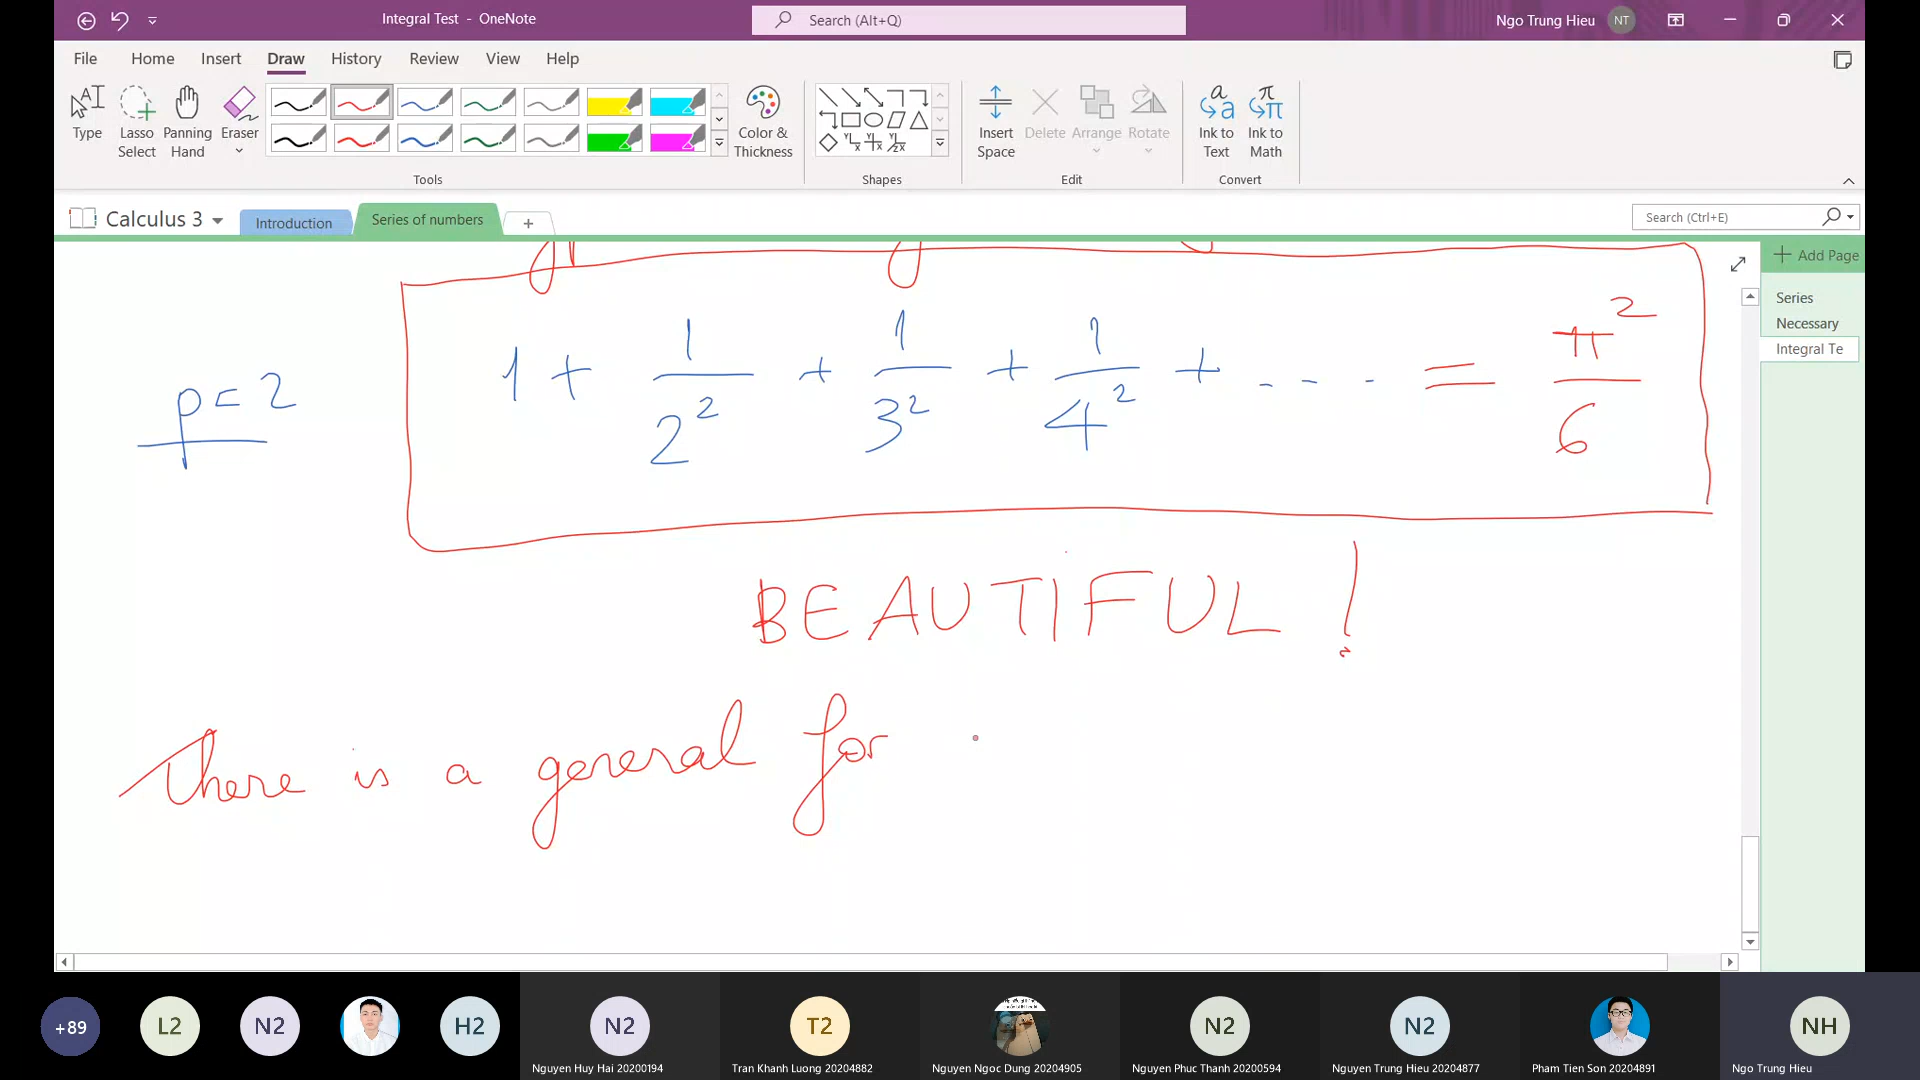 Integral Test - OneNote
Search (Alt+Q)
Ngo Trung Hieu NT
File Home Insert Draw History Review View Help
Type
Lasso Select
Panning Hand
Eraser
Color & Thickness
Insert Space
Delete
Arrange
Rotate
Ink to Text
Ink to Math
Tools Shapes Edit Convert
Calculus 3 Introduction Series of numbers +
Search (Ctrl+E)
Add Page
Series
Necessary
Integral Te
p = 2
1 + 1/2² + 1/3² + 1/4² + - - - = π²/6
BEAUTIFUL !
There is a general for
+89 L2 N2 H2 N2 T2 N2 N2 NH
Nguyen Huy Hai 20200194
Tran Khanh Luong 20204882
Nguyen Ngoc Dung 20204905
Nguyen Phuc Thanh 20200594
Nguyen Trung Hieu 20204877
Pham Tien Son 20204891
Ngo Trung Hieu